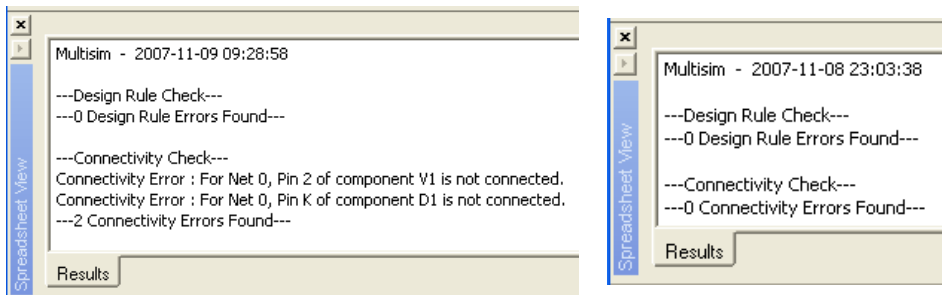 Multisim - 2007-11-09 09:28:58
---Design Rule Check---
---0 Design Rule Errors Found---
---Connectivity Check---
Connectivity Error : For Net 0, Pin 2 of component V1 is not connected.
Connectivity Error : For Net 0, Pin K of component D1 is not connected.
---2 Connectivity Errors Found---
Spreadsheet View
Results
Multisim - 2007-11-08 23:03:38
---Design Rule Check---
---0 Design Rule Errors Found---
---Connectivity Check---
---0 Connectivity Errors Found---
Spreadsheet View
Results